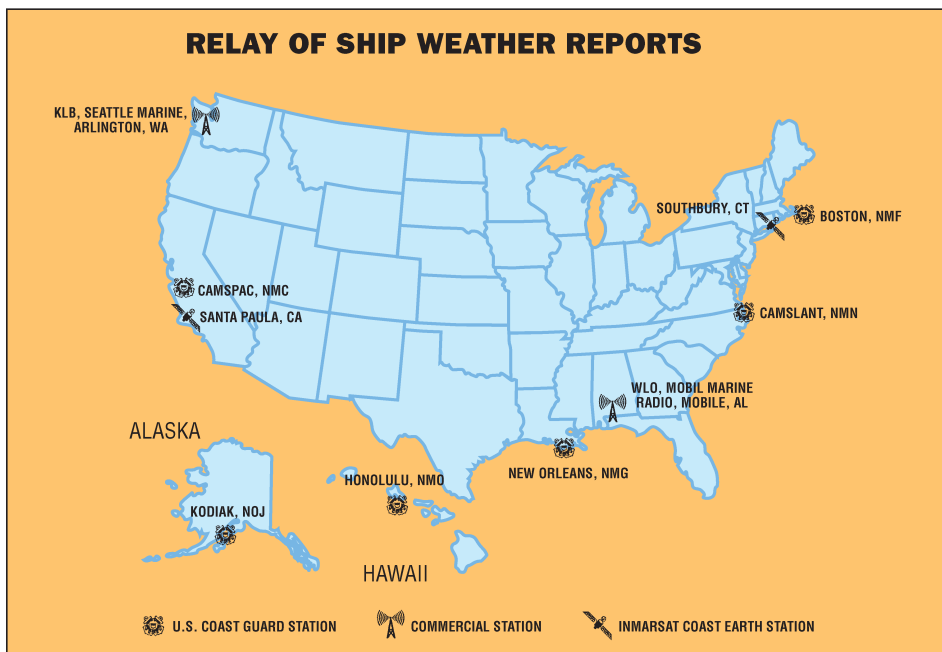 RELAY OF SHIP WEATHER REPORTS
KLB, SEATTLE MARINE,
ARLINGTON, WA
SOUTHBURY, CT
BOSTON, NMF
CAMSPAC, NMC
SANTA PAULA, CA
CAMSLANT, NMN
WLO, MOBIL MARINE
RADIO, MOBILE, AL
ALASKA
NEW ORLEANS, NMG
HONOLULU, NMO
KODIAK, NOJ
HAWAII
U.S. COAST GUARD STATION
COMMERCIAL STATION
INMARSAT COAST EARTH STATION